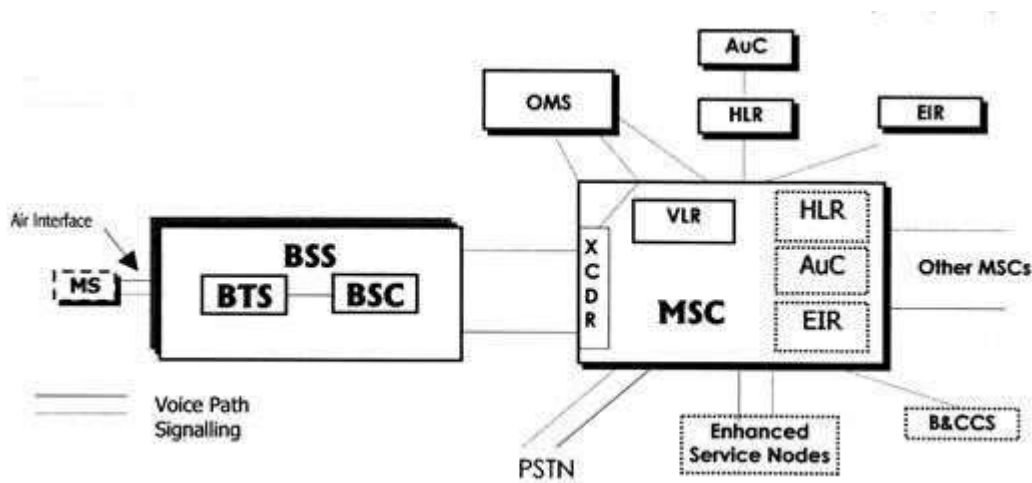 AuC
OMS
HLR
EIR
Air Interface
VLR
HLR
BSS
X
C
D
R
AuC
Other MSCs
MS
BTS
BSC
MSC
EIR
Voice Path
Signalling
B&CCS
Enhanced
Service Nodes
PSTN